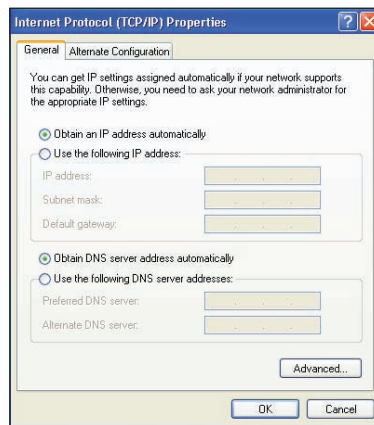 Internet Protocol (TCP/IP) Properties
General
Alternate Configuration
You can get IP settings assigned automatically if your network supports
this capability. Otherwise, you need to ask your network administrator for
the appropriate IP settings.
Obtain an IP address automatically
Use the following IP address:
IP address:
Subnet mask:
Default gateway:
Obtain DNS server address automatically
Use the following DNS server addresses:
Preferred DNS server:
Alternate DNS server:
Advanced...
OK
Cancel